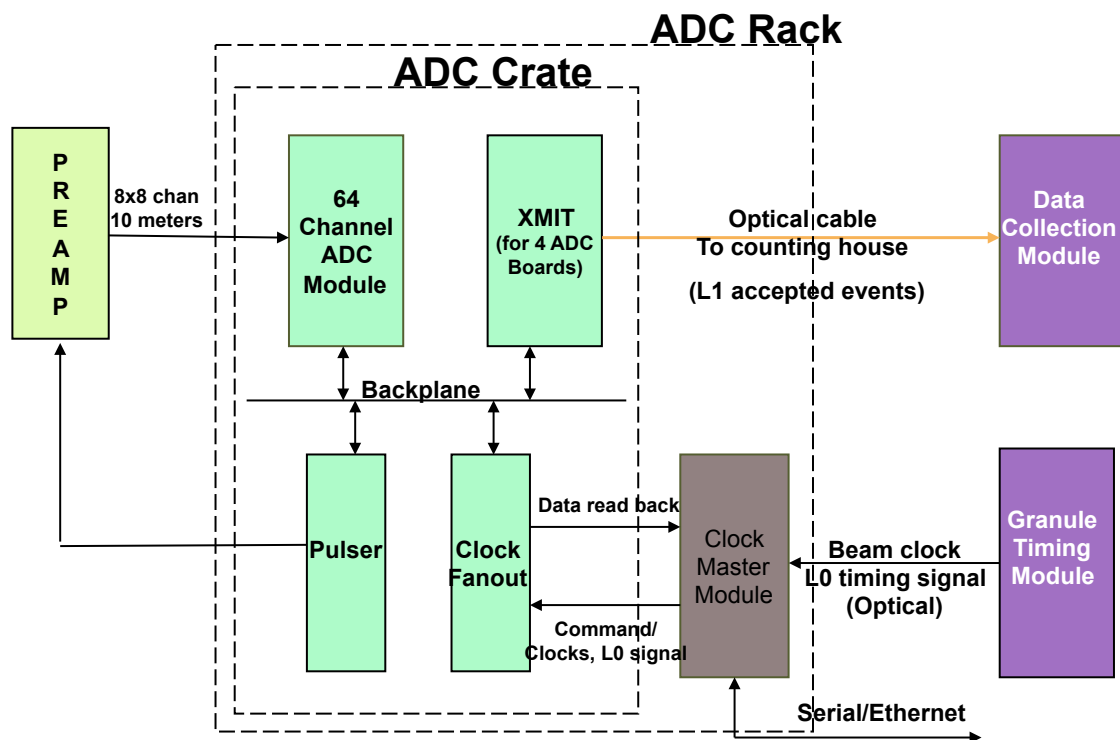 ADC Rack
ADC Crate
P
R
E
A
M
P
8x8 chan
10 meters
64
Channel
ADC
Module
XMIT
(for 4 ADC
Boards)
Optical cable
To counting house
(L1 accepted events)
Data
Collection
Module
Backplane
Pulser
Clock
Fanout
Data read back
Command/
Clocks, L0 signal
Clock
Master
Module
Beam clock
L0 timing signal
(Optical)
Granule
Timing
Module
Serial/Ethernet